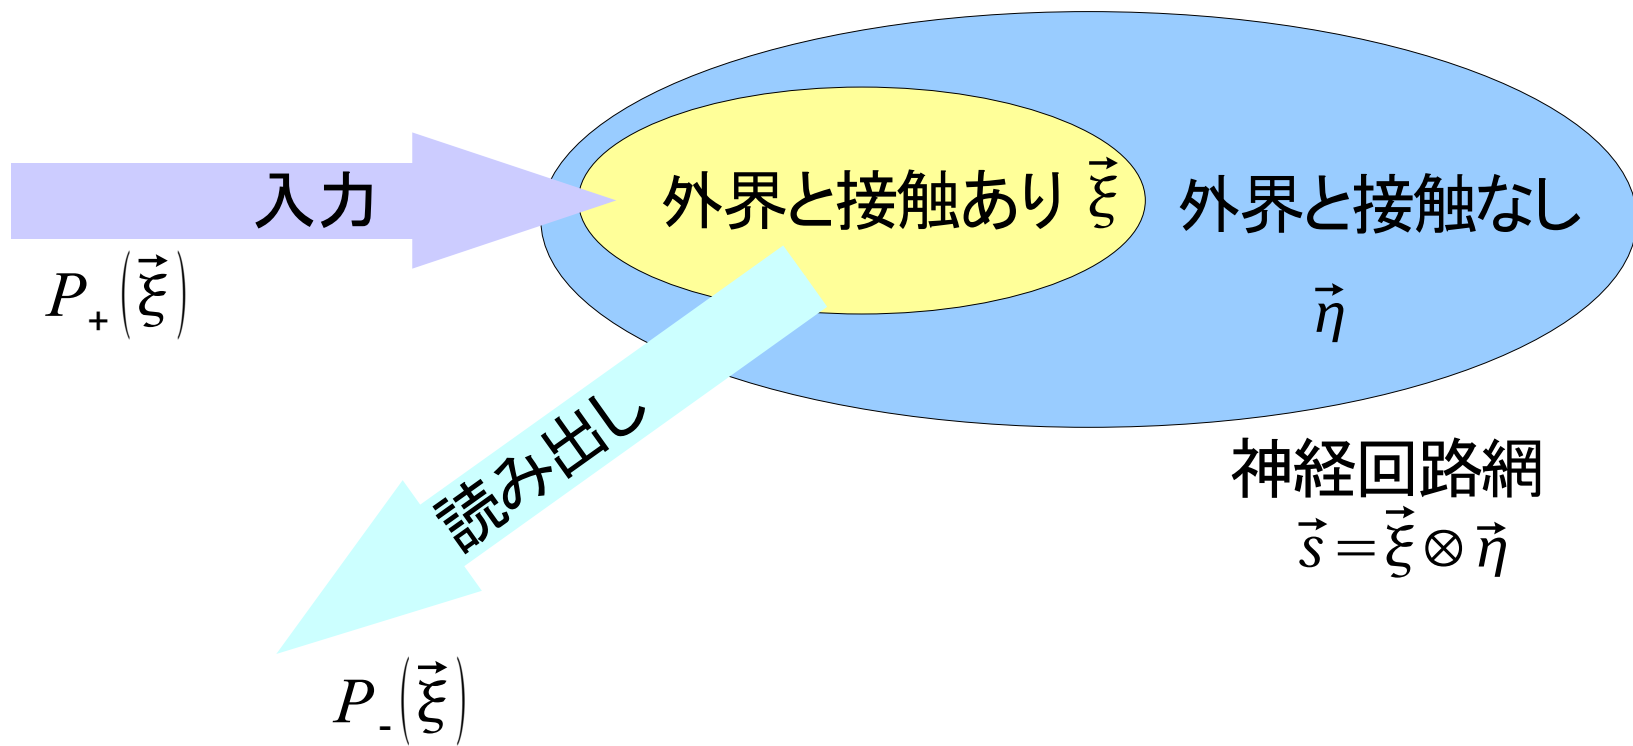 入力
P₊(ξ⃗)
外界と接触あり ξ⃗
外界と接触なし
η⃗
読み出し
P₋(ξ⃗)
神経回路網
s⃗=ξ⃗⊗η⃗